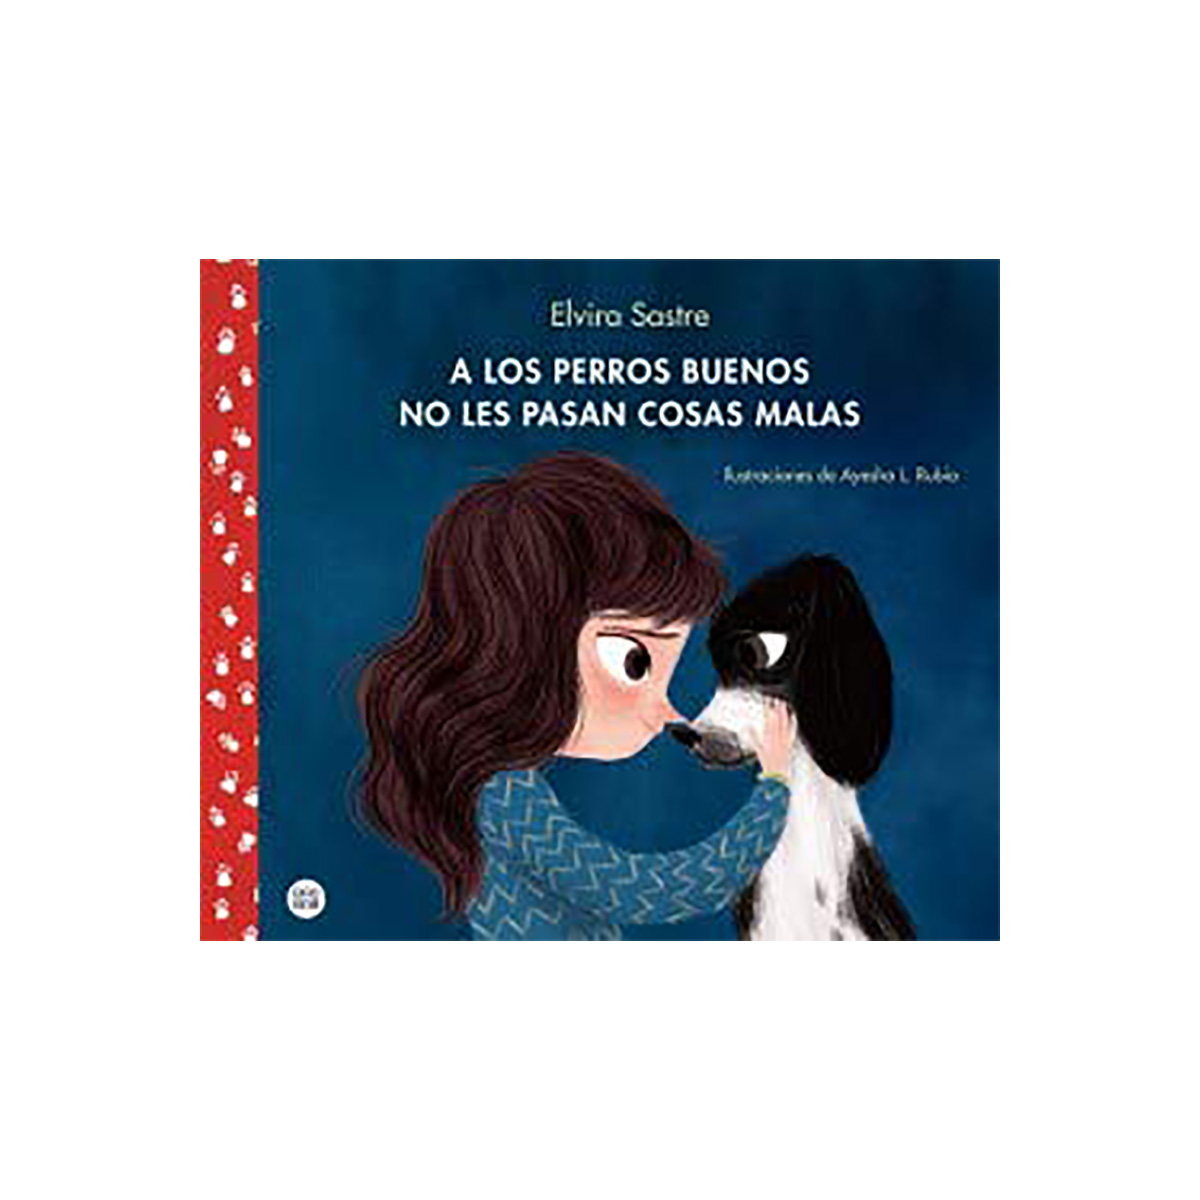 Elvira Sastre
A LOS PERROS BUENOS
NO LES PASAN COSAS MALAS
Ilustraciones de Ayesha L. Rubio